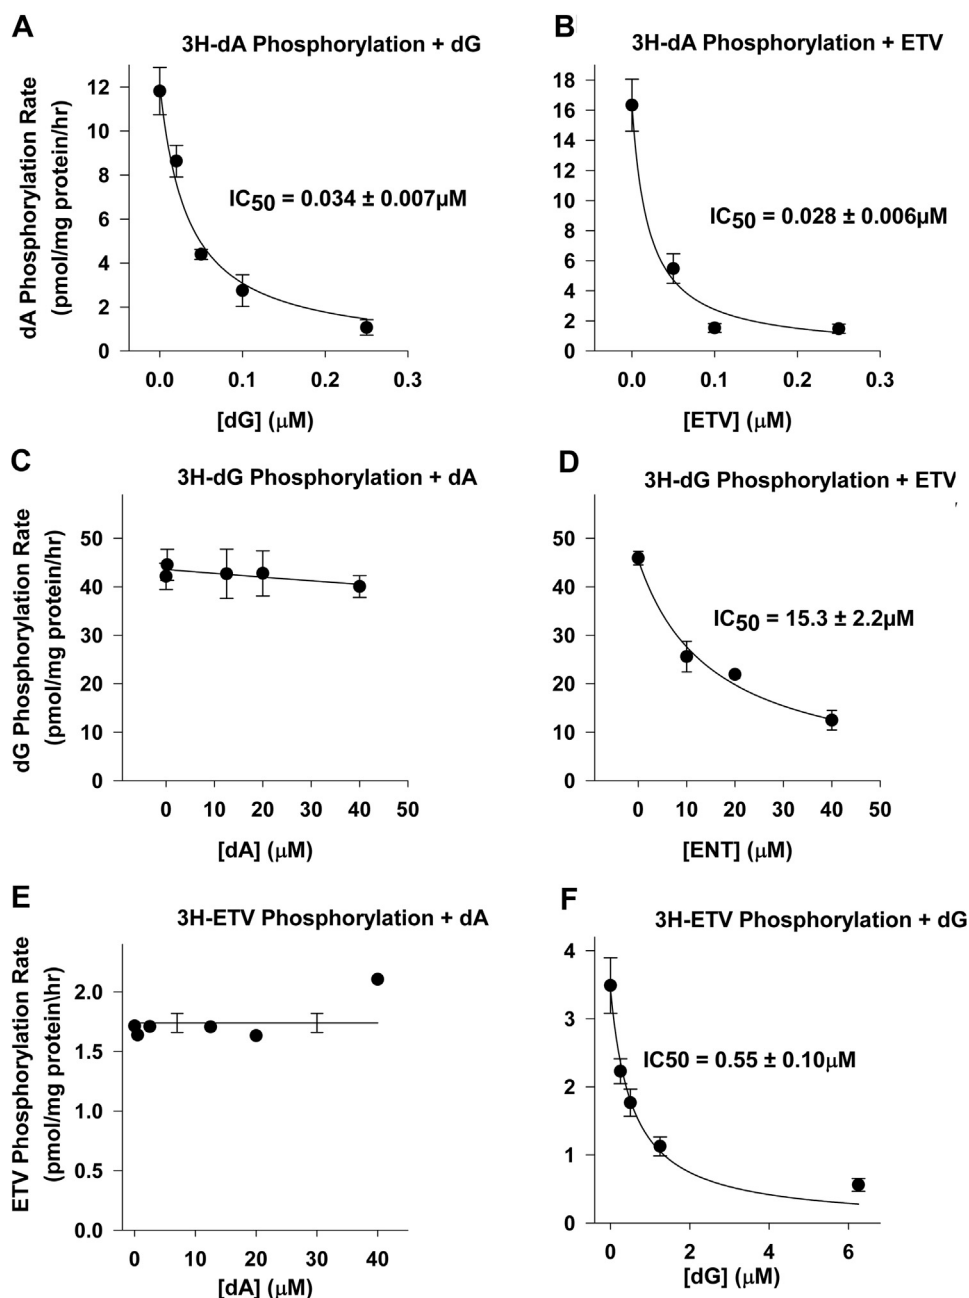 A
3H-dA Phosphorylation + dG
dA Phosphorylation Rate
(pmol/mg protein/hr)
12
10
8
6
4
2
0
IC50 = 0.034 ± 0.007µM
0.0 0.1 0.2 0.3
[dG] (µM)
B
3H-dA Phosphorylation + ETV
18
16
14
12
10
8
6
4
2
0
IC50 = 0.028 ± 0.006µM
0.0 0.1 0.2 0.3
[ETV] (µM)
C
3H-dG Phosphorylation + dA
dG Phosphorylation Rate
(pmol/mg protein/hr)
50
40
30
20
10
0
0 10 20 30 40 50
[dA] (µM)
D
3H-dG Phosphorylation + ETV
50
40
30
20
10
0
IC50 = 15.3 ± 2.2µM
0 10 20 30 40 50
[ENT] (µM)
E
3H-ETV Phosphorylation + dA
ETV Phosphorylation Rate
(pmol/mg protein\hr)
2.0
1.5
1.0
0.5
0.0
0 10 20 30 40
[dA] (µM)
F
3H-ETV Phosphorylation + dG
4
3
2
1
0
IC50 = 0.55 ± 0.10µM
0 2 4 6
[dG] (µM)